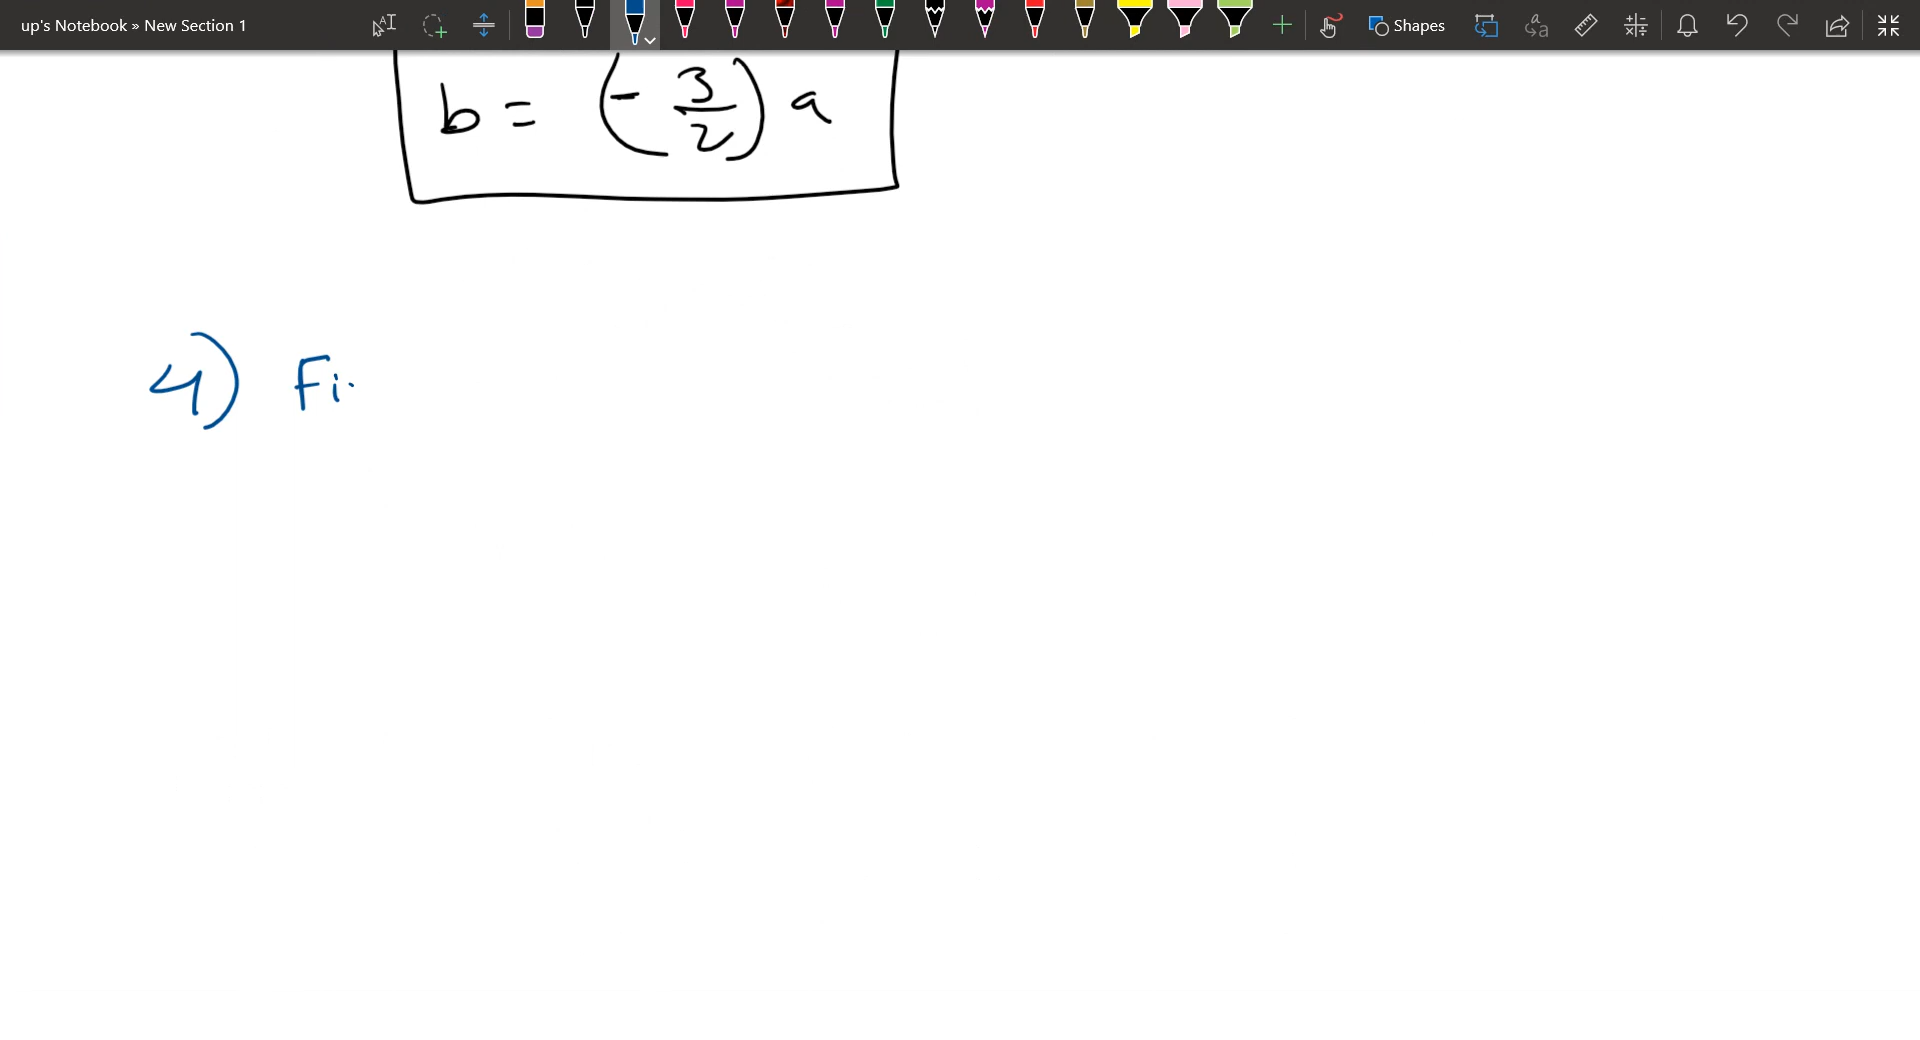 up's Notebook » New Section 1 Shapes
b = (- 3/2) a
4) Fi